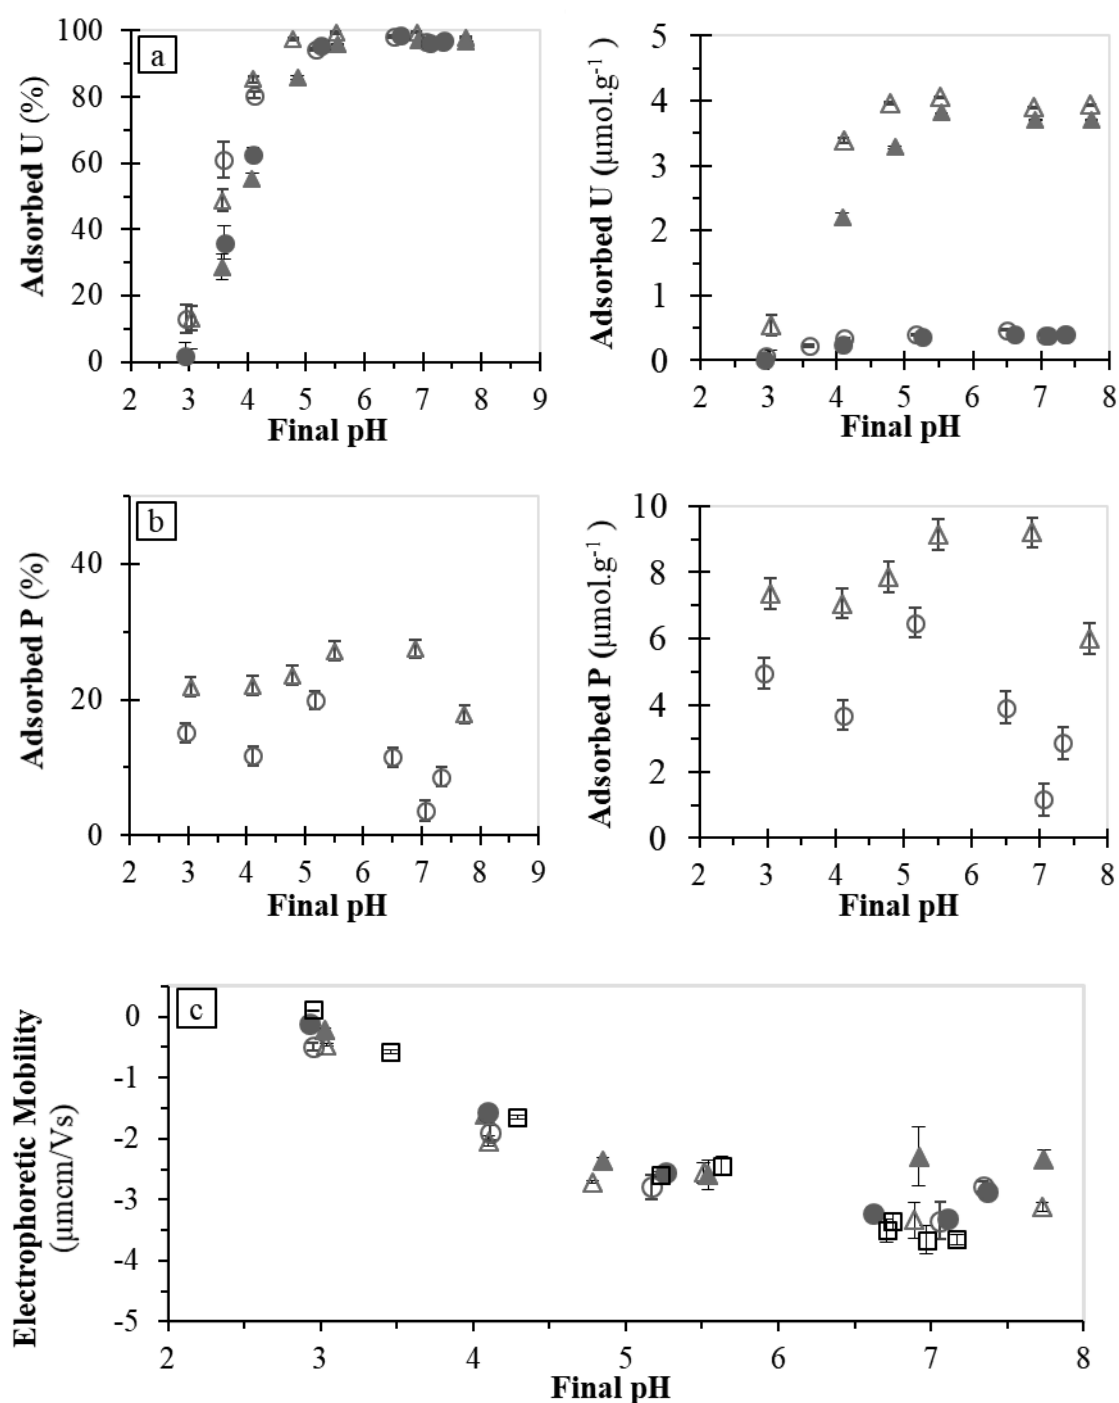 a
Adsorbed U (%)
100
80
60
40
20
0
2 3 4 5 6 7 8 9
Final pH
Adsorbed U (µmol.g⁻¹)
5
4
3
2
1
0
2 3 4 5 6 7 8
Final pH
b
Adsorbed P (%)
40
20
0
2 3 4 5 6 7 8 9
Final pH
Adsorbed P (µmol.g⁻¹ )
10
8
6
4
2
0
2 3 4 5 6 7 8
Final pH
c
Electrophoretic Mobility
(µmcm/Vs)
0
-1
-2
-3
-4
-5
2 3 4 5 6 7 8
Final pH